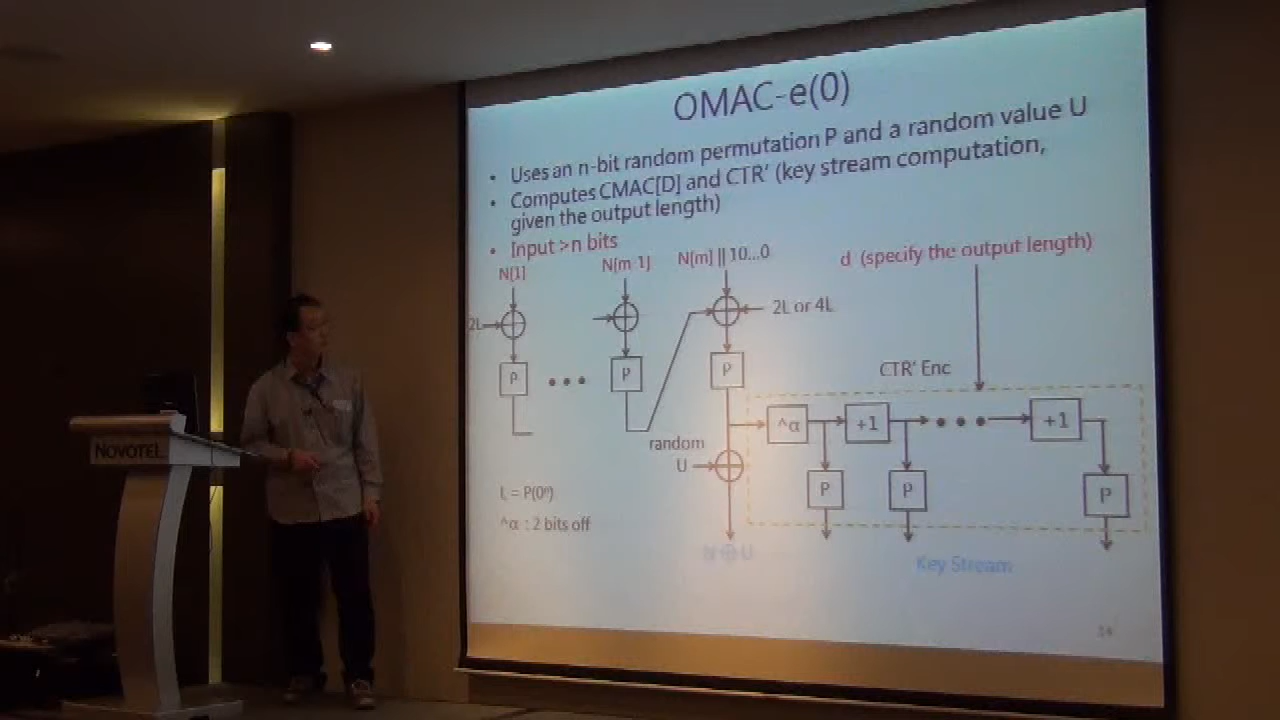 OMAC-e(0)
• Uses an n-bit random permutation P and a random value U
• Computes CMAC[D] and CTR' (key stream computation,
given the output length)
• Input >n bits
N[1]
N[m-1]
N[m] || 10...0
d (specify the output length)
2L
2L or 4L
P
P
P
CTR' Enc
^α
+1
+1
random
U
P
P
P
L = P(0ⁿ)
^α : 2 bits off
N ⊕ U
Key Stream
NOVOTEL